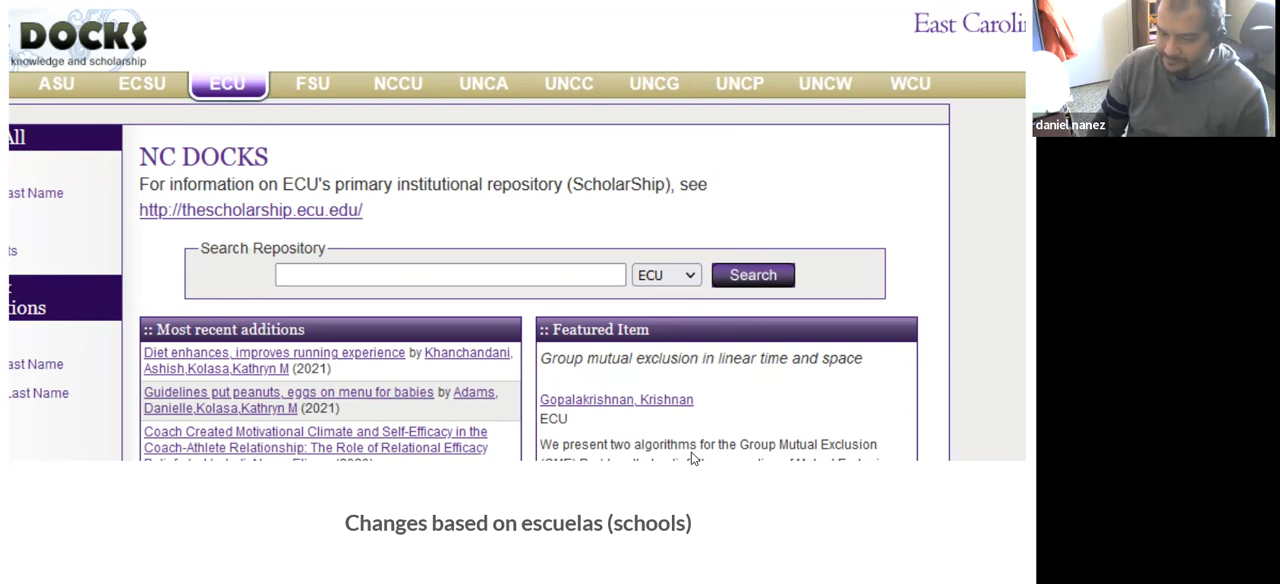 DOCKS
knowledge and scholarship
East Caroli
ASU ECSU ECU FSU NCCU UNCA UNCC UNCG UNCP UNCW WCU
daniel nanez
All
ast Name
ts
ions
ast Name
Last Name
NC DOCKS
For information on ECU's primary institutional repository (ScholarShip), see
http://thescholarship.ecu.edu/
Search Repository
ECU Search
:: Most recent additions
Diet enhances, improves running experience by Khanchandani,
Ashish,Kolasa,Kathryn M (2021)
Guidelines put peanuts, eggs on menu for babies by Adams,
Danielle,Kolasa,Kathryn M (2021)
Coach Created Motivational Climate and Self-Efficacy in the
Coach-Athlete Relationship: The Role of Relational Efficacy
:: Featured Item
Group mutual exclusion in linear time and space
Gopalakrishnan, Krishnan
ECU
We present two algorithms for the Group Mutual Exclusion
Changes based on escuelas (schools)